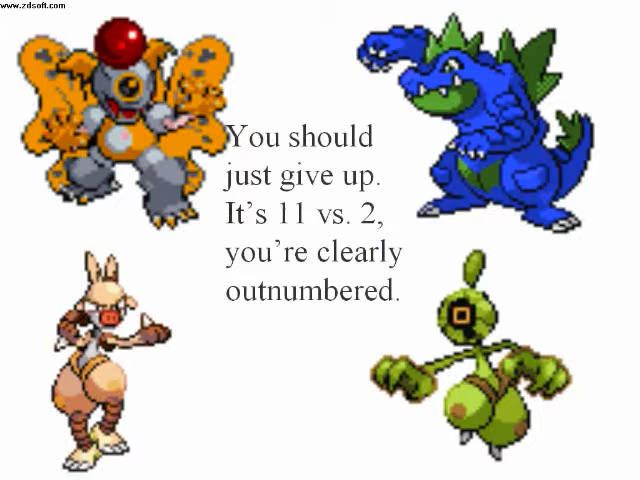 www.zdsoft.com
You should
just give up.
It's 11 vs. 2,
you're clearly
outnumbered.